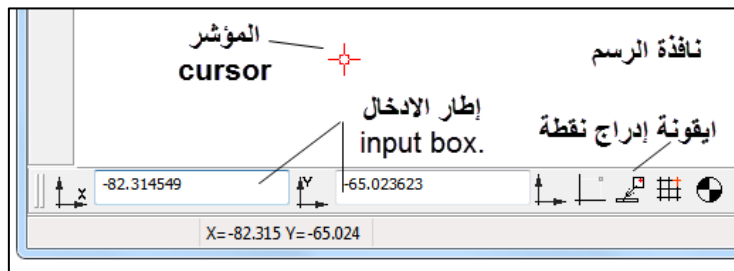 المؤشر
cursor
نافذة الرسم
إطار الادخال
input box.
ايقونة إدراج نقطة
X -82.314549 Y -65.023623
X=-82.315 Y=-65.024